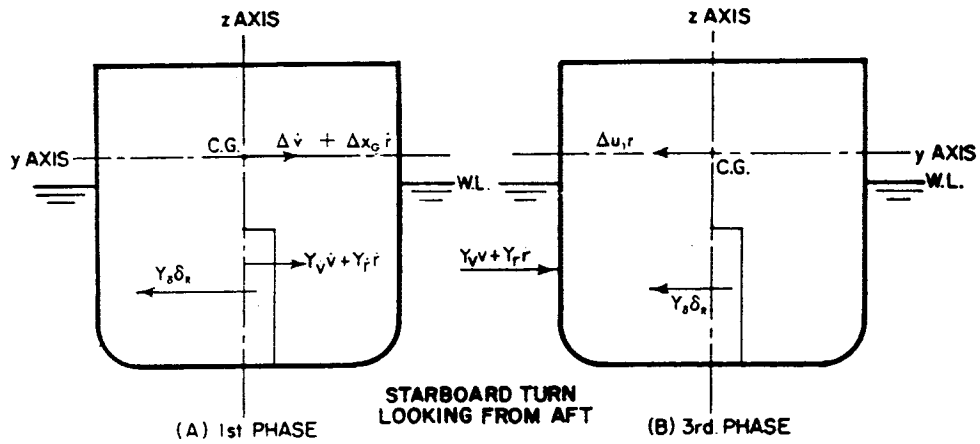 z AXIS
z AXIS
C.G.
Δv̇ + Δx_G ṙ
Δu₁r
y AXIS
y AXIS
C.G.
W.L.
W.L.
Y_v̇ v̇ + Y_ṙ ṙ
Y_v v + Y_r r
Y_δ δ_R
Y_δ δ_R
STARBOARD TURN
LOOKING FROM AFT
(A) 1st PHASE
(B) 3rd. PHASE